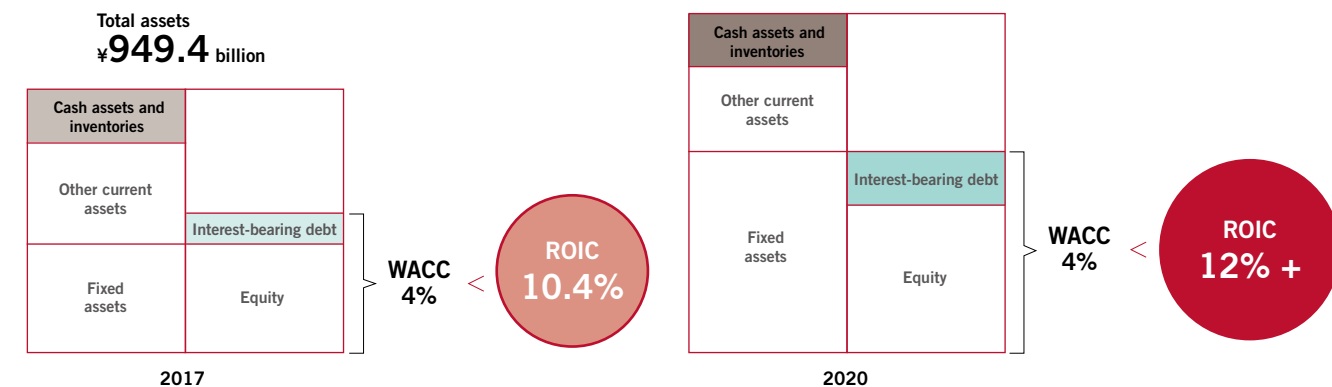 Total assets
¥949.4 billion
Cash assets and
inventories
Other current
assets
Fixed
assets
Interest-bearing debt
Equity
WACC
4%
<
ROIC
10.4%
2017
Cash assets and
inventories
Other current
assets
Fixed
assets
Interest-bearing debt
Equity
WACC
4%
<
ROIC
12% +
2020